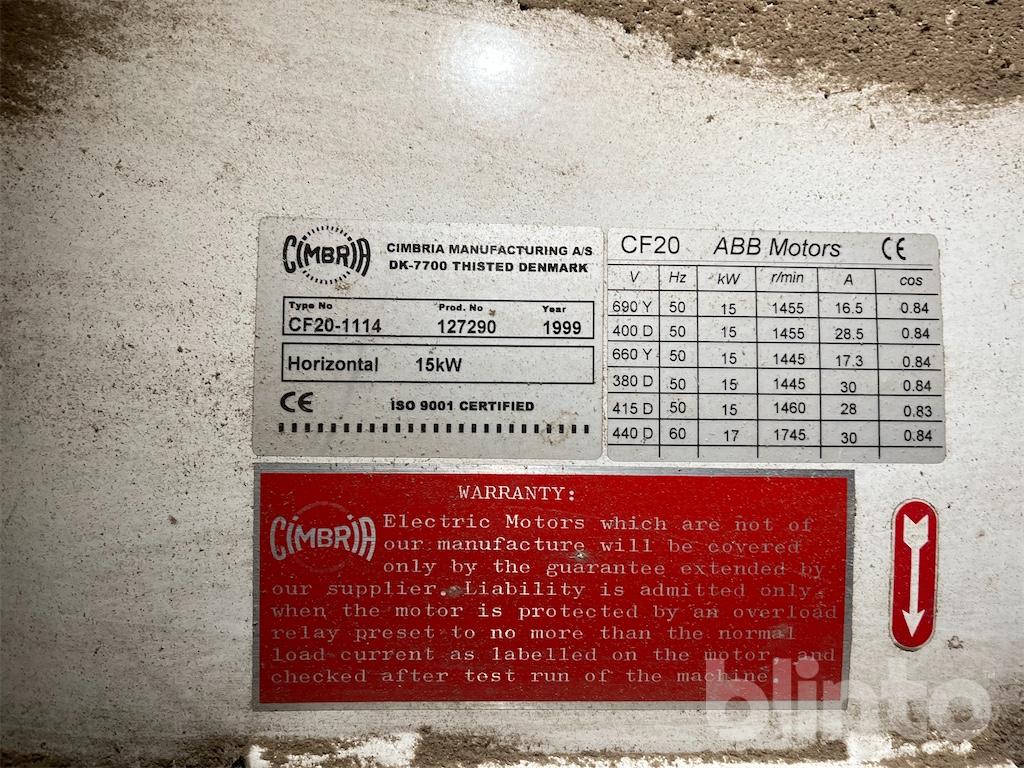 CIMBRIA
CIMBRIA MANUFACTURING A/S
DK-7700 THISTED DENMARK
Type No Prod. No Year
CF20-1114 127290 1999
Horizontal 15kW
CE ISO 9001 CERTIFIED
CF20 ABB Motors CE
V Hz kW r/min A cos
690 Y 50 15 1455 16.5 0.84
400 D 50 15 1455 28.5 0.84
660 Y 50 15 1445 17.3 0.84
380 D 50 15 1445 30 0.84
415 D 50 15 1460 28 0.83
440 D 60 17 1745 30 0.84
WARRANTY:
CIMBRIA
Electric Motors which are not of
our manufacture will be covered
only by the guarantee extended by
our supplier. Liability is admitted only,
when the motor is protected by an overload
relay preset to no more than the normal
load current as labelled on the motor, and
checked after test run of the machine.
blinto